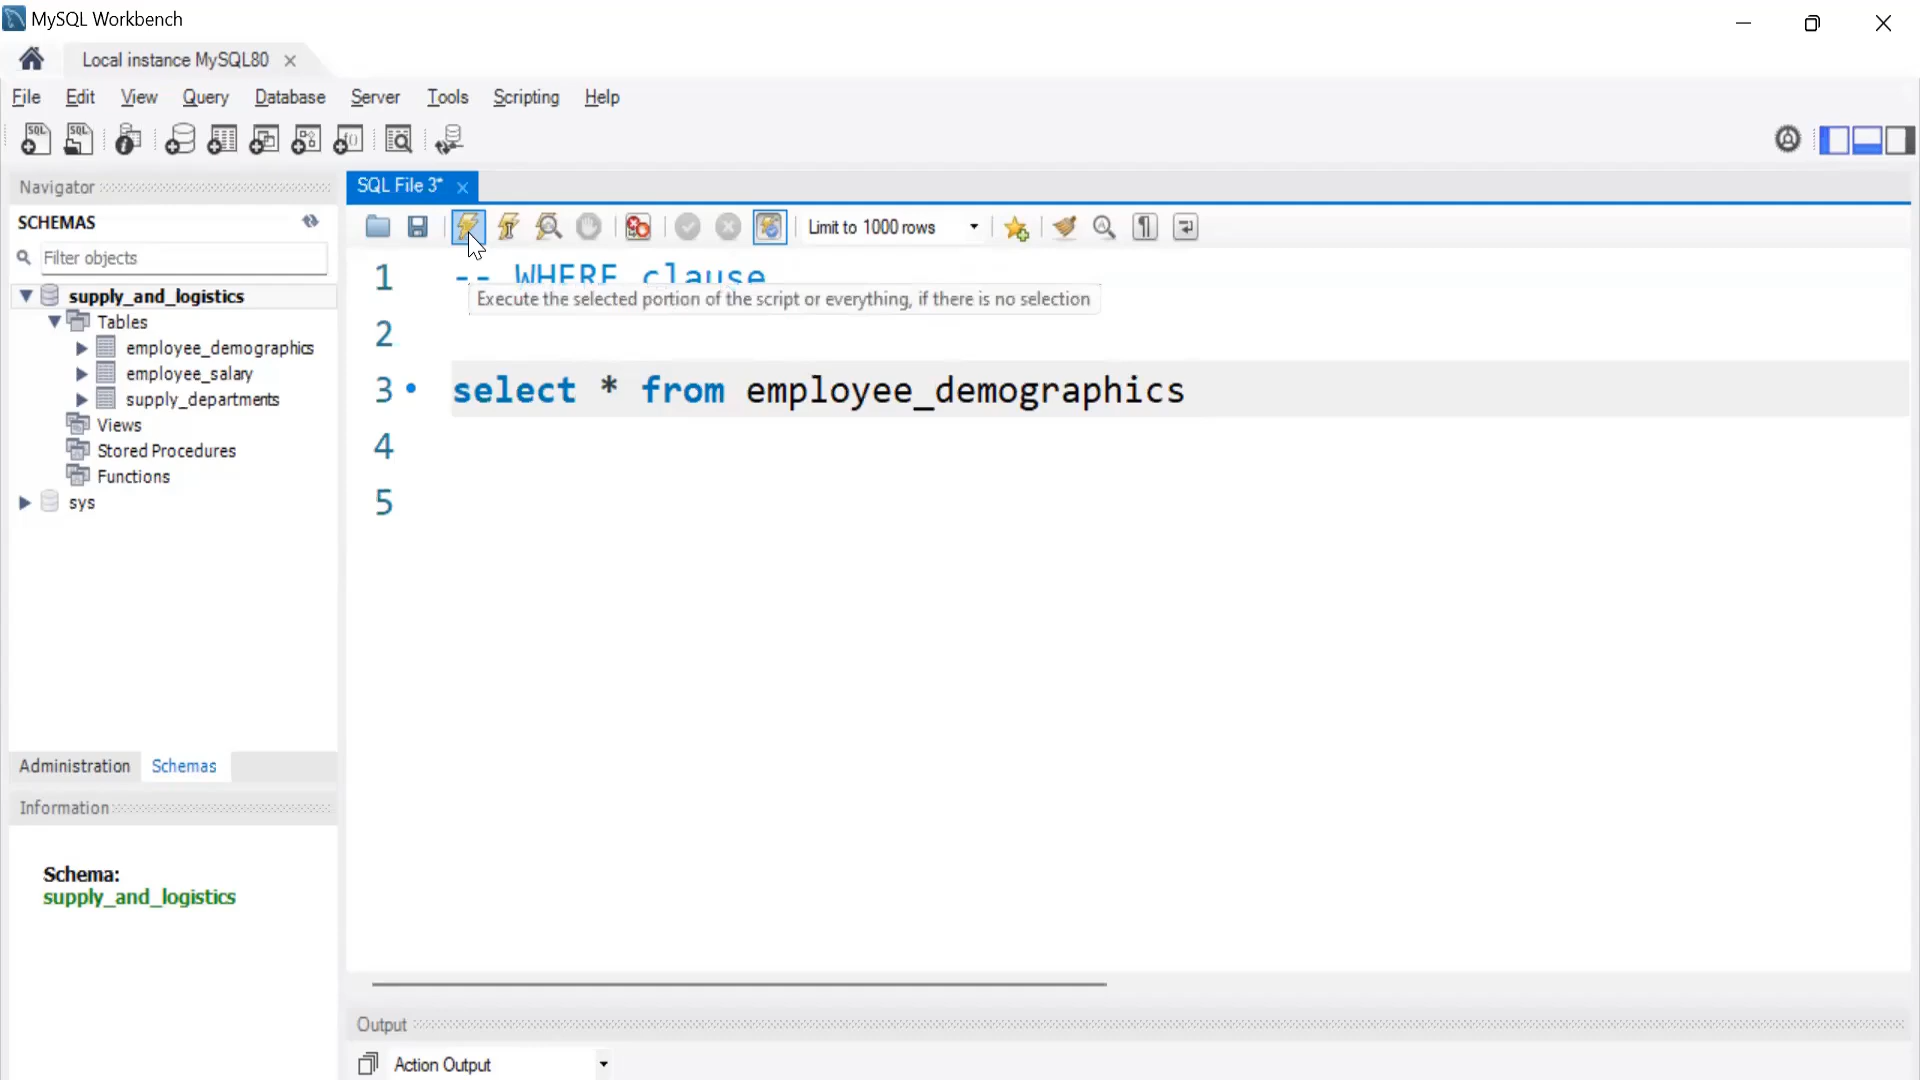 MySQL Workbench
Local instance MySQL80
File Edit View Query Database Server Tools Scripting Help
Navigator
SCHEMAS
Filter objects
supply_and_logistics
Tables
employee_demographics
employee_salary
supply_departments
Views
Stored Procedures
Functions
sys
Administration Schemas
Information
Schema:
supply_and_logistics
SQL File 3*
Limit to 1000 rows
1 -- WHERE clause
Execute the selected portion of the script or everything, if there is no selection
2
3 select * from employee_demographics
4
5
Output
Action Output